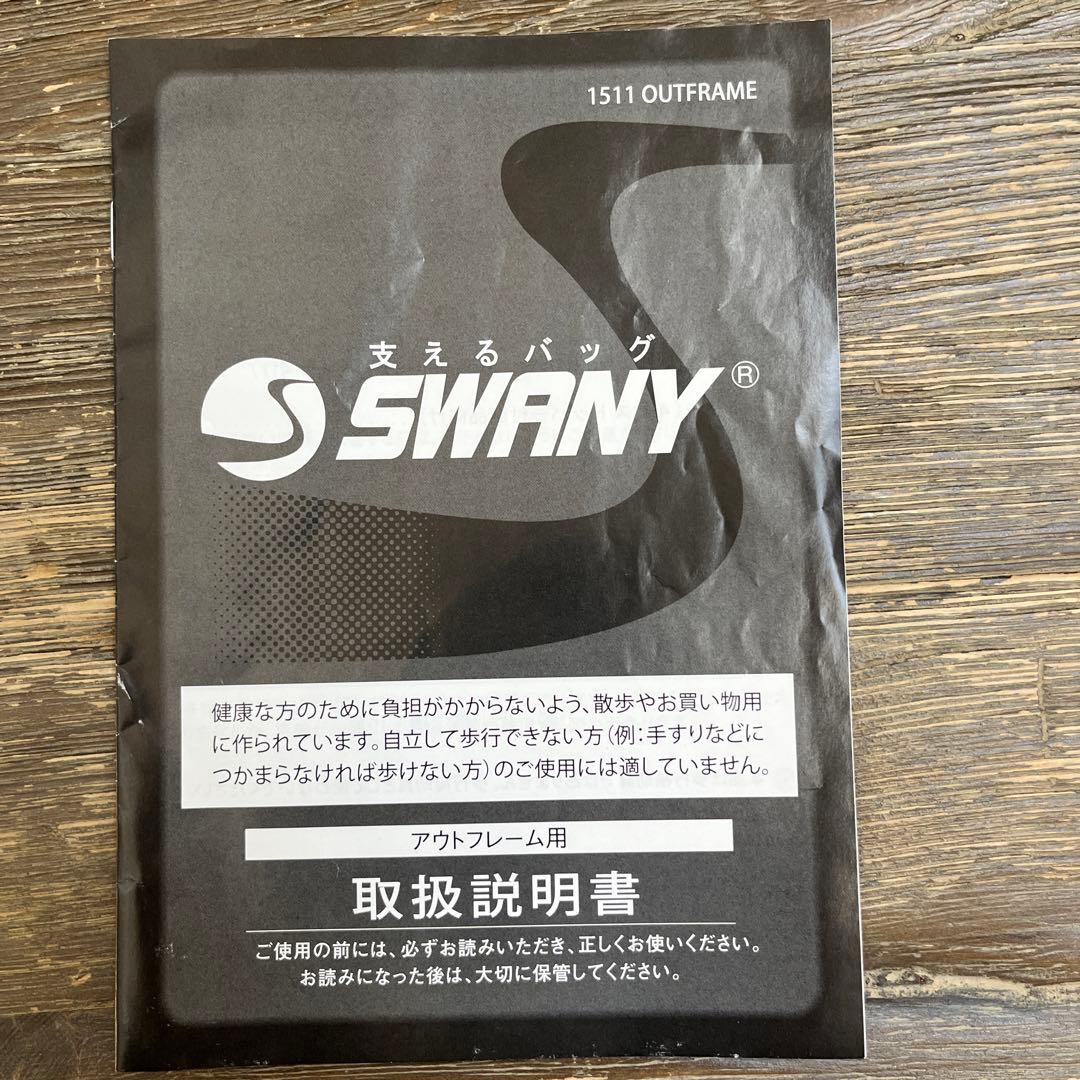 1511 OUTFRAME
支えるバッグ
SWANY®
健康な方のために負担がかからないよう、散歩やお買い物用
に作られています。自立して歩行できない方（例：手すりなどに
つかまらなければ歩けない方）のご使用には適していません。
アウトフレーム用
取扱説明書
ご使用の前には、必ずお読みいただき、正しくお使いください。
お読みになった後は、大切に保管してください。